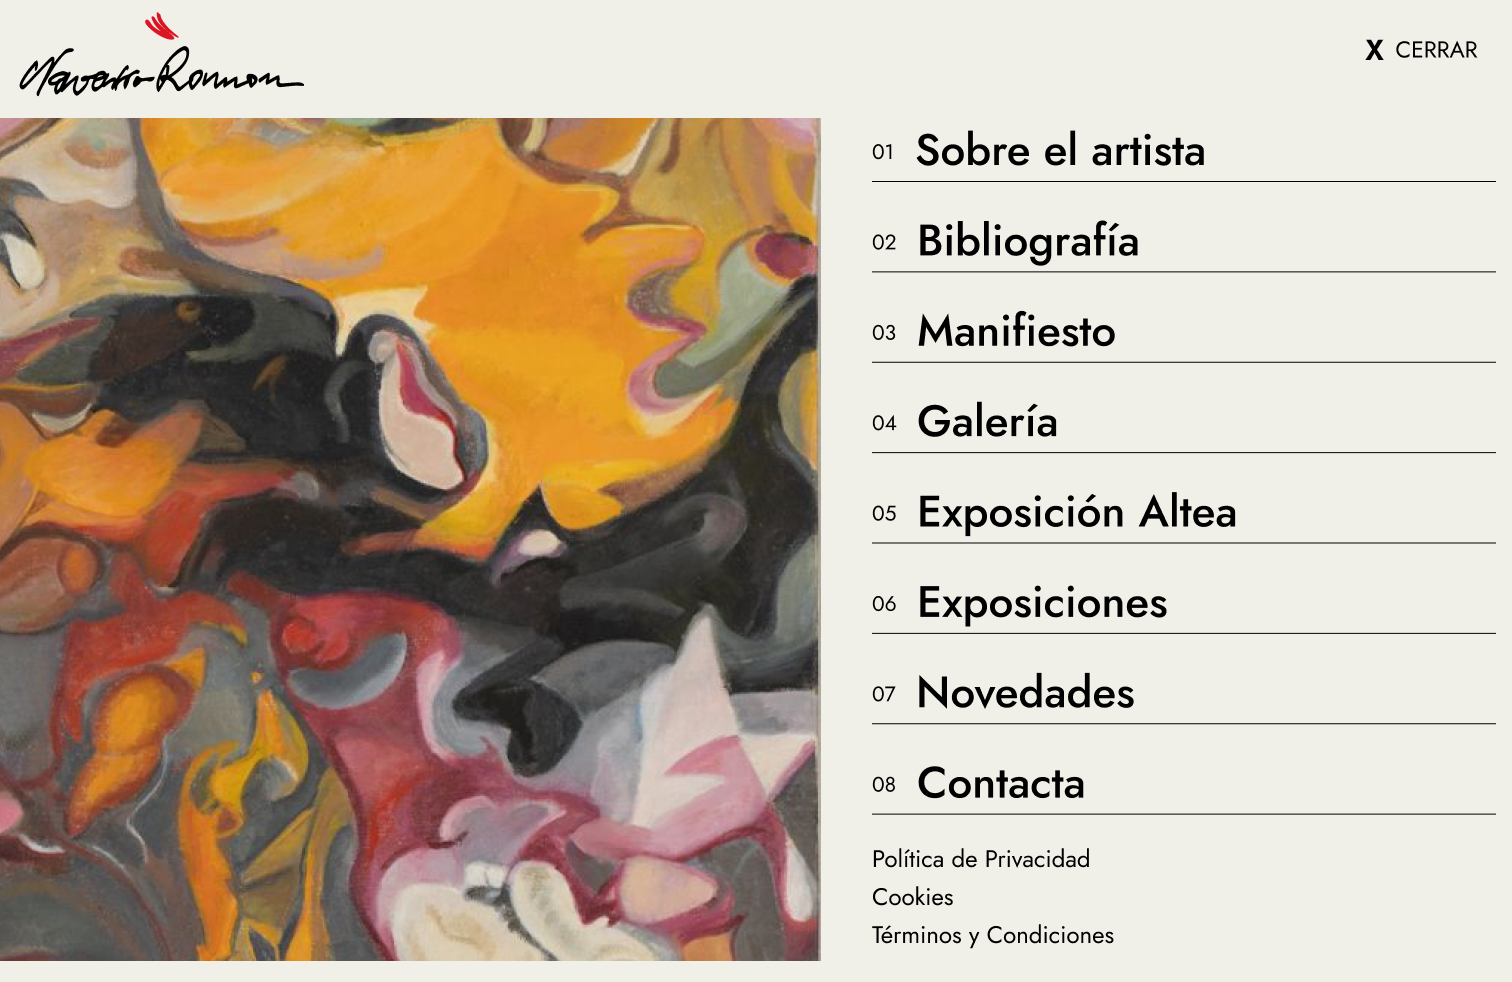 Navarro Ramon
X CERRAR
01 Sobre el artista
02 Bibliografía
03 Manifiesto
04 Galería
05 Exposición Altea
06 Exposiciones
07 Novedades
08 Contacta
Política de Privacidad
Cookies
Términos y Condiciones